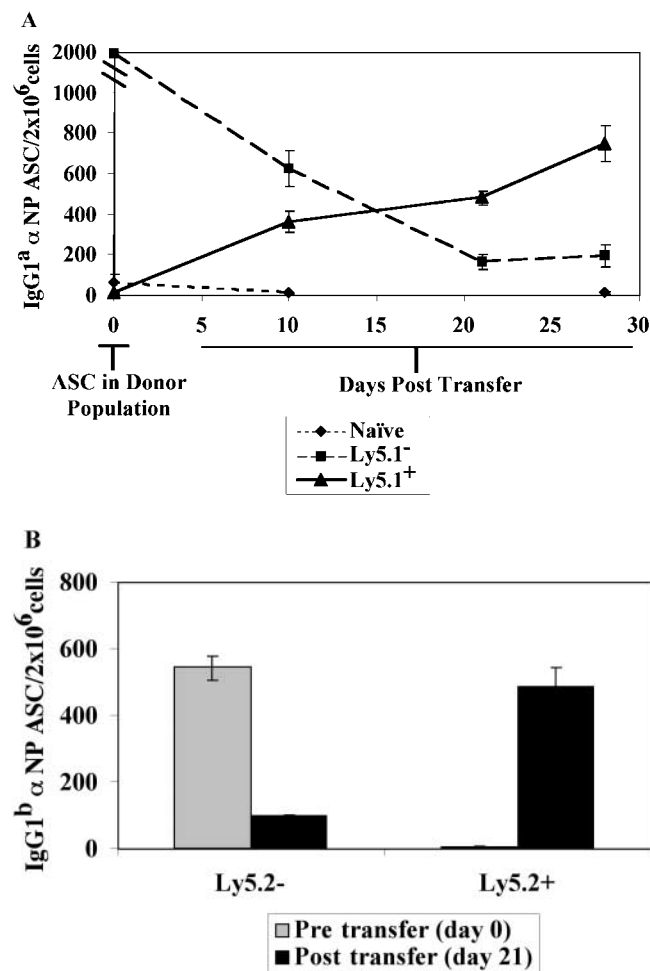 A
IgG1ᵃ α NP ASC/2x10⁶cells
2000
1000
800
600
400
200
0
0 5 10 15 20 25 30
ASC in Donor
Population
Days Post Transfer
Naïve
Ly5.1⁻
Ly5.1⁺
B
IgG1ᵇ α NP ASC/2x10⁶cells
800
600
400
200
0
Ly5.2- Ly5.2+
Pre transfer (day 0)
Post transfer (day 21)